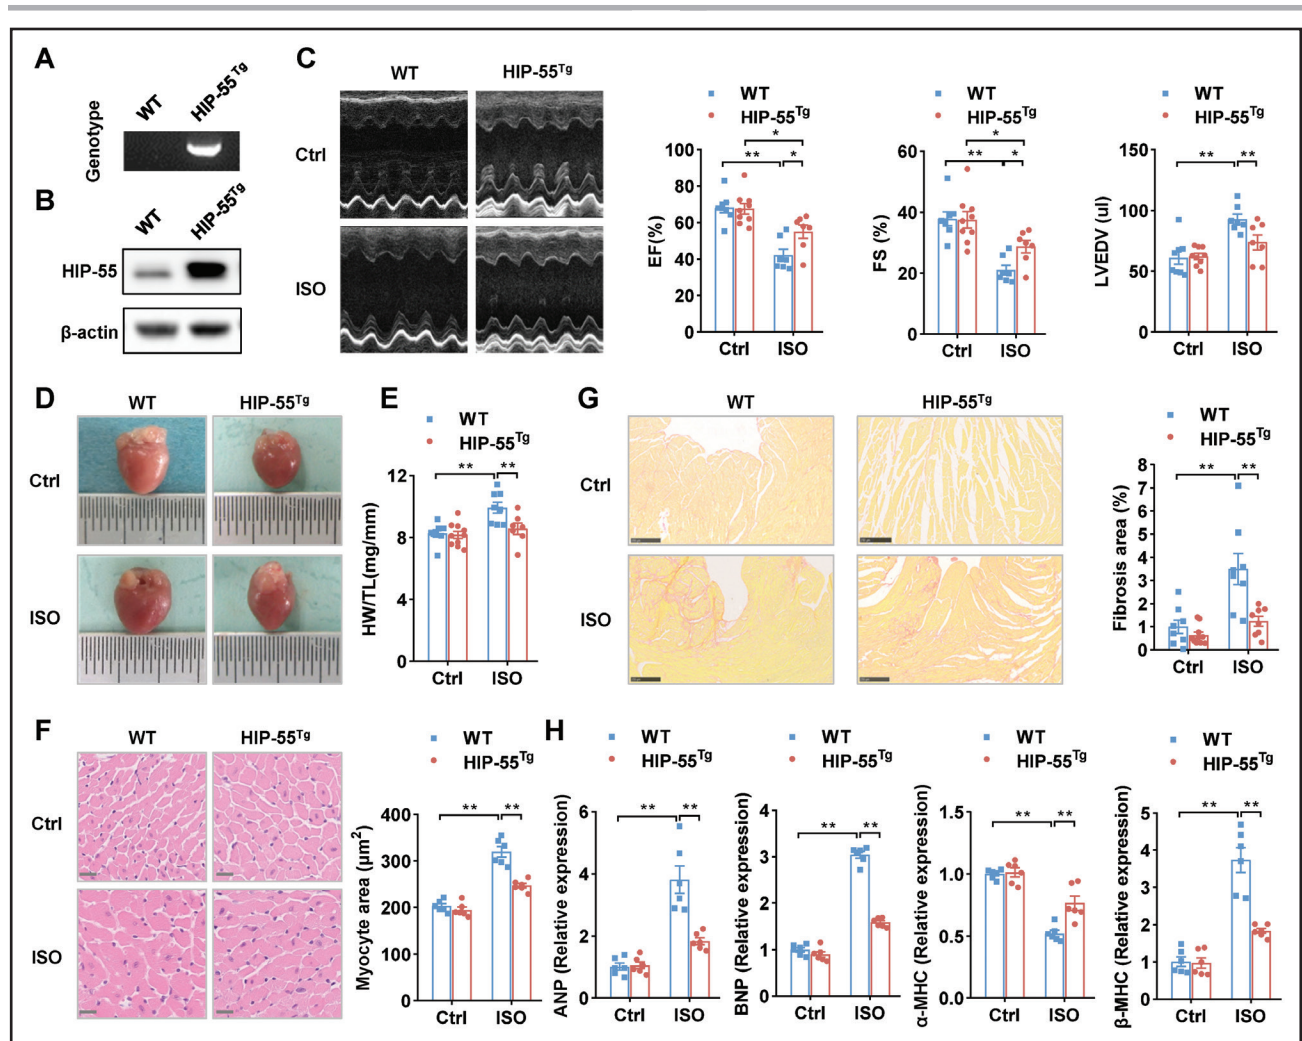 A
WT
HIP-55Tg
Genotype
B
WT
HIP-55Tg
HIP-55
β-actin
C
WT
HIP-55Tg
Ctrl
ISO
WT
HIP-55Tg
*
** *
100
80
60
40
20
0
EF(%)
Ctrl
ISO
WT
HIP-55Tg
*
** *
60
40
20
0
FS (%)
Ctrl
ISO
WT
HIP-55Tg
** **
150
100
50
0
LVEDV (ul)
Ctrl
ISO
D
WT
HIP-55Tg
Ctrl
ISO
E
WT
HIP-55Tg
** **
12
8
4
0
HW/TL(mg/mm)
Ctrl
ISO
G
WT
HIP-55Tg
Ctrl
ISO
WT
HIP-55Tg
** **
8
7
6
5
4
3
2
1
0
Fibrosis area (%)
Ctrl
ISO
F
WT
HIP-55Tg
Ctrl
ISO
WT
HIP-55Tg
** **
400
300
200
100
0
Myocyte area (μm2)
Ctrl
ISO
H
WT
HIP-55Tg
** **
6
4
2
0
ANP (Relative expression)
Ctrl
ISO
WT
HIP-55Tg
** **
4
3
2
1
0
BNP (Relative expression)
Ctrl
ISO
WT
HIP-55Tg
** **
1.5
1.0
0.5
0.0
α-MHC (Relative expression)
Ctrl
ISO
WT
HIP-55Tg
** **
5
4
3
2
1
0
β-MHC (Relative expression)
Ctrl
ISO